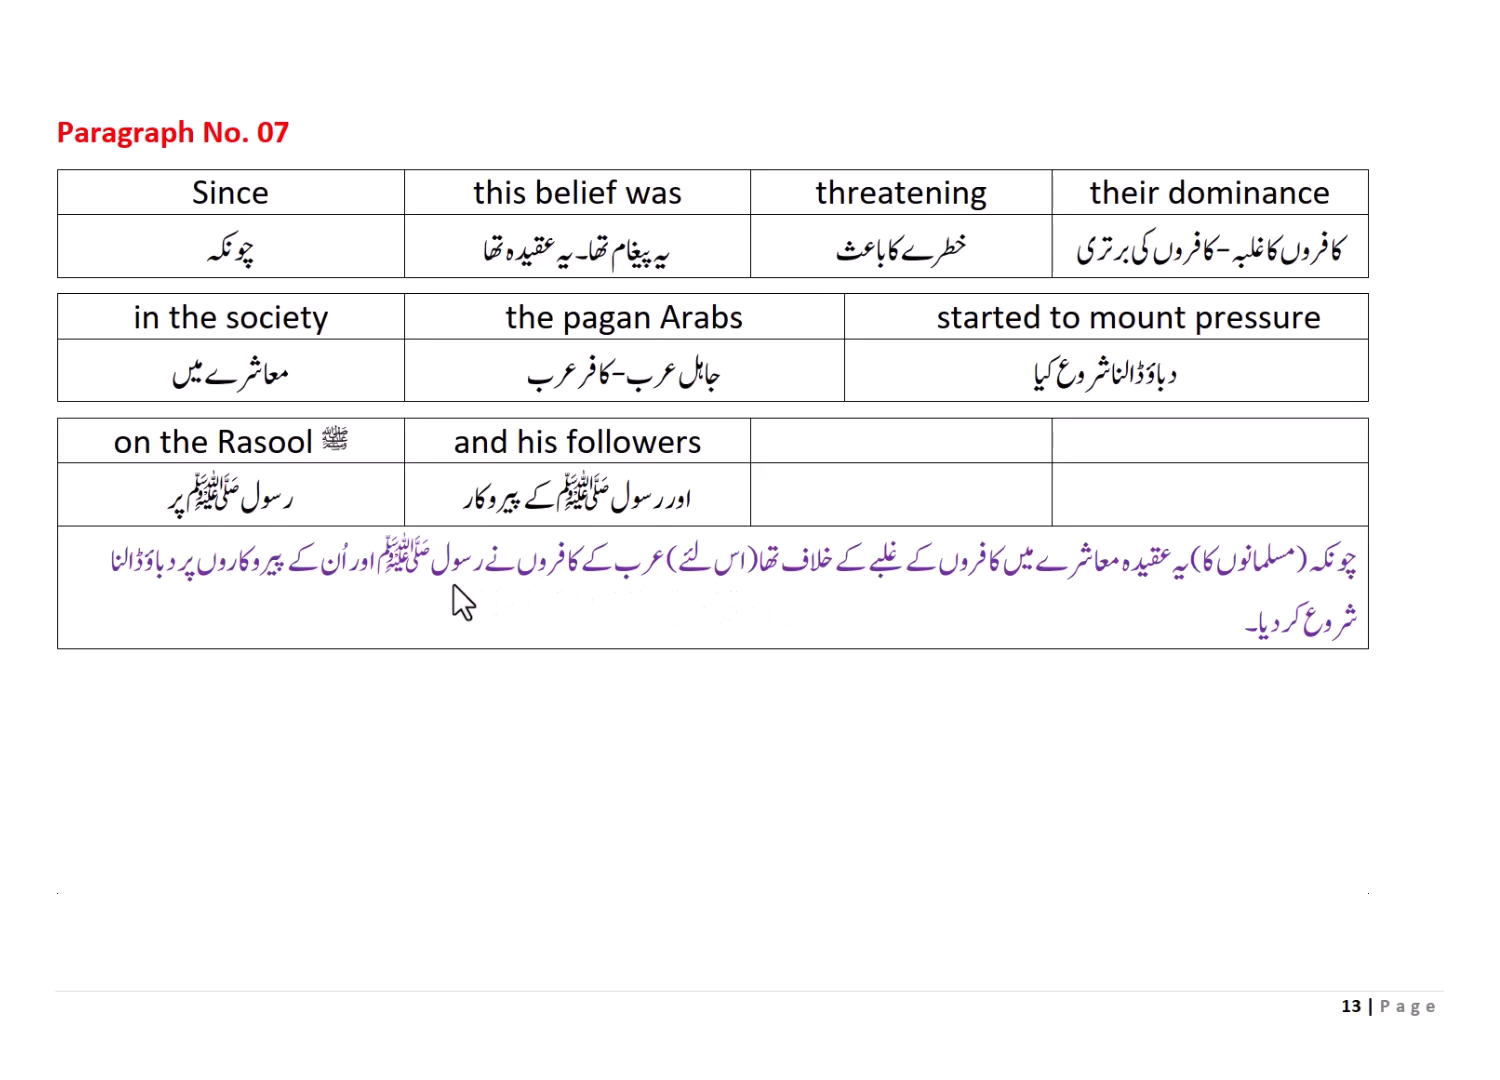 Paragraph No. 07
Since	this belief was	threatening	their dominance
چونکہ	یہ پیغام تھا۔ یہ عقیدہ تھا	خطرے کا باعث	کافروں کا غلبہ – کافروں کی برتری
in the society	the pagan Arabs	started to mount pressure
معاشرے میں	جاہل عرب – کافر عرب	دباؤ ڈالنا شروع کیا
on the Rasool ﷺ	and his followers
رسول ﷺ پر	اور رسول ﷺ کے پیروکار
چونکہ (مسلمانوں کا) یہ عقیدہ معاشرے میں کافروں کے غلبے کے خلاف تھا (اس لئے) عرب کے کافروں نے رسول ﷺ اور اُن کے پیروکاروں پر دباؤ ڈالنا
شروع کر دیا۔
13 | Page